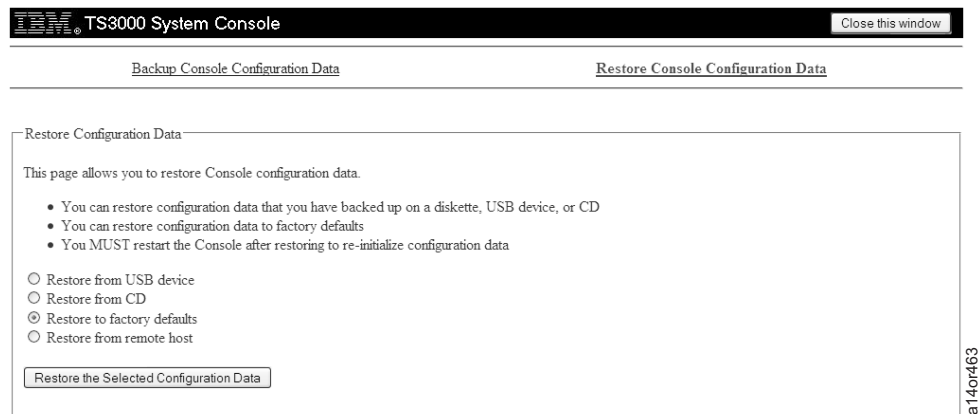 IBM® TS3000 System Console
Close this window
Backup Console Configuration Data
Restore Console Configuration Data
Restore Configuration Data
This page allows you to restore Console configuration data.
• You can restore configuration data that you have backed up on a diskette, USB device, or CD
• You can restore configuration data to factory defaults
• You MUST restart the Console after restoring to re-initialize configuration data
Restore from USB device
Restore from CD
Restore to factory defaults
Restore from remote host
Restore the Selected Configuration Data
a14or463